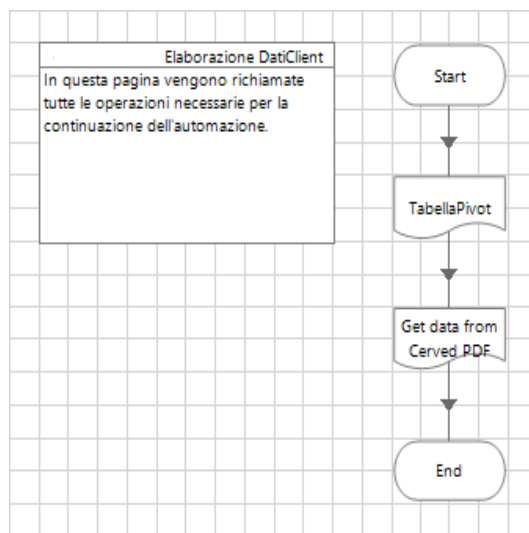 Elaborazione DatiClient
In questa pagina vengono richiamate
tutte le operazioni necessarie per la
continuazione dell'automazione.
Start
TabellaPivot
Get data from
Cerved PDF
End